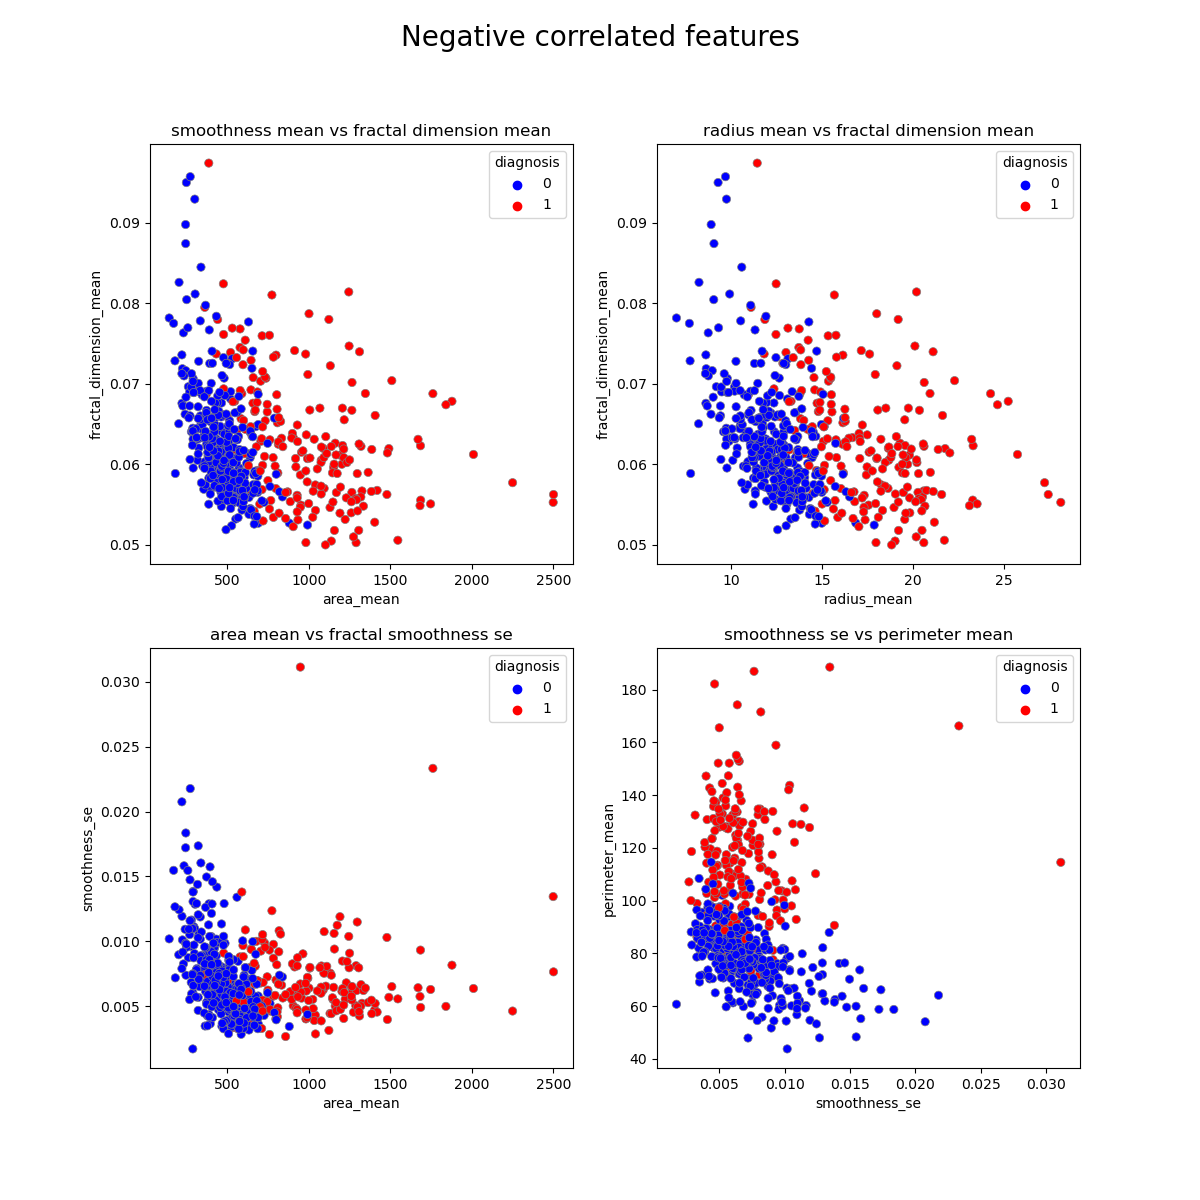 Negative correlated features
smoothness mean vs fractal dimension mean
diagnosis
0
1
0.09
0.08
0.07
0.06
0.05
fractal_dimension_mean
500 1000 1500 2000 2500
area_mean
radius mean vs fractal dimension mean
diagnosis
0
1
0.09
0.08
0.07
0.06
0.05
fractal_dimension_mean
10 15 20 25
radius_mean
area mean vs fractal smoothness se
diagnosis
0
1
0.030
0.025
0.020
0.015
0.010
0.005
smoothness_se
500 1000 1500 2000 2500
area_mean
smoothness se vs perimeter mean
diagnosis
0
1
180
160
140
120
100
80
60
40
perimeter_mean
0.005 0.010 0.015 0.020 0.025 0.030
smoothness_se